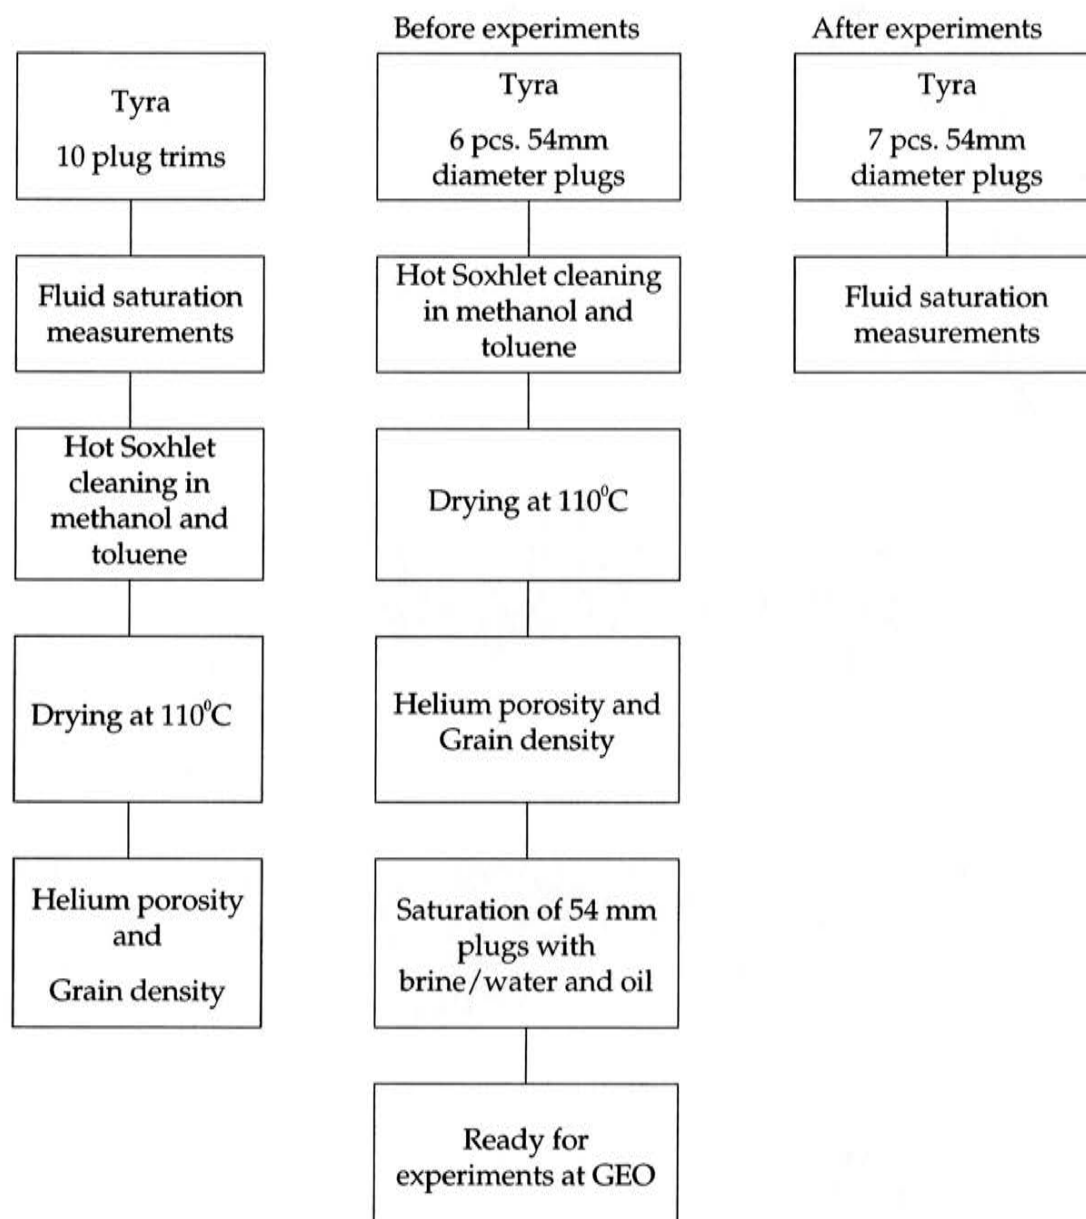 Before experiments
After experiments
Tyra
10 plug trims
Fluid saturation
measurements
Hot Soxhlet
cleaning in
methanol and
toluene
Drying at 110⁰C
Helium porosity
and
Grain density
Tyra
6 pcs. 54mm
diameter plugs
Hot Soxhlet cleaning
in methanol and
toluene
Drying at 110⁰C
Helium porosity and
Grain density
Saturation of 54 mm
plugs with
brine/water and oil
Ready for
experiments at GEO
Tyra
7 pcs. 54mm
diameter plugs
Fluid saturation
measurements